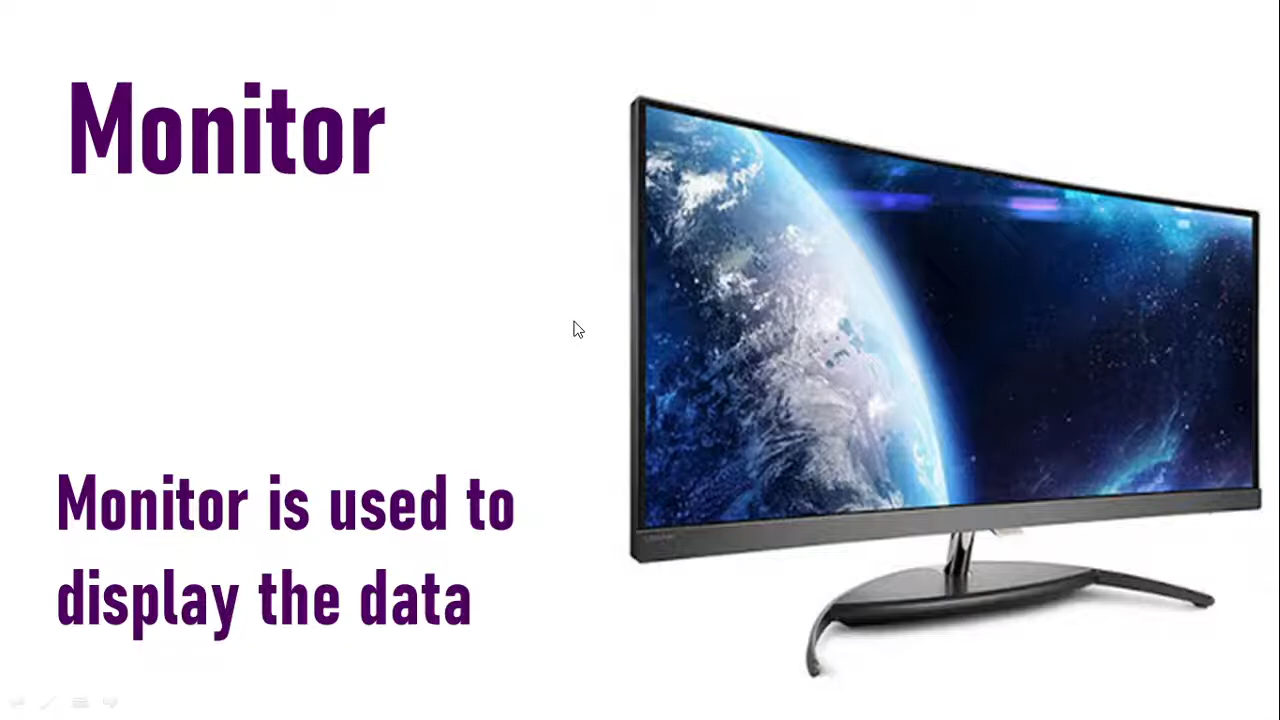 Monitor
Monitor is used to
display the data